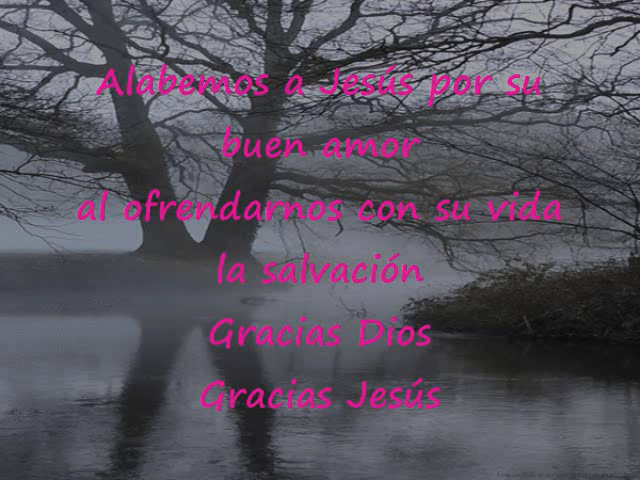 Alabemos a Jesús por su
buen amor
al ofrendarnos con su vida
la salvación
Gracias Dios
Gracias Jesús